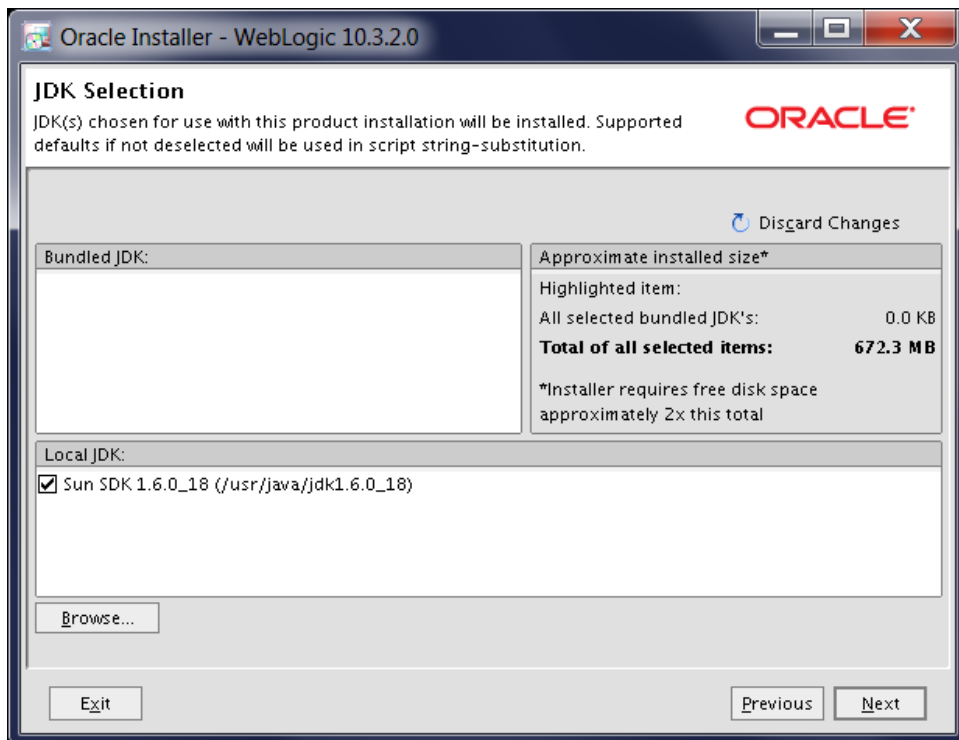 Oracle Installer - WebLogic 10.3.2.0
JDK Selection
JDK(s) chosen for use with this product installation will be installed. Supported
defaults if not deselected will be used in script string-substitution.
ORACLE
Discard Changes
Bundled JDK:
Approximate installed size*
Highlighted item:
All selected bundled JDK's: 0.0 KB
Total of all selected items: 672.3 MB
*Installer requires free disk space
approximately 2x this total
Local JDK:
Sun SDK 1.6.0_18 (/usr/java/jdk1.6.0_18)
Browse...
Exit
Previous
Next